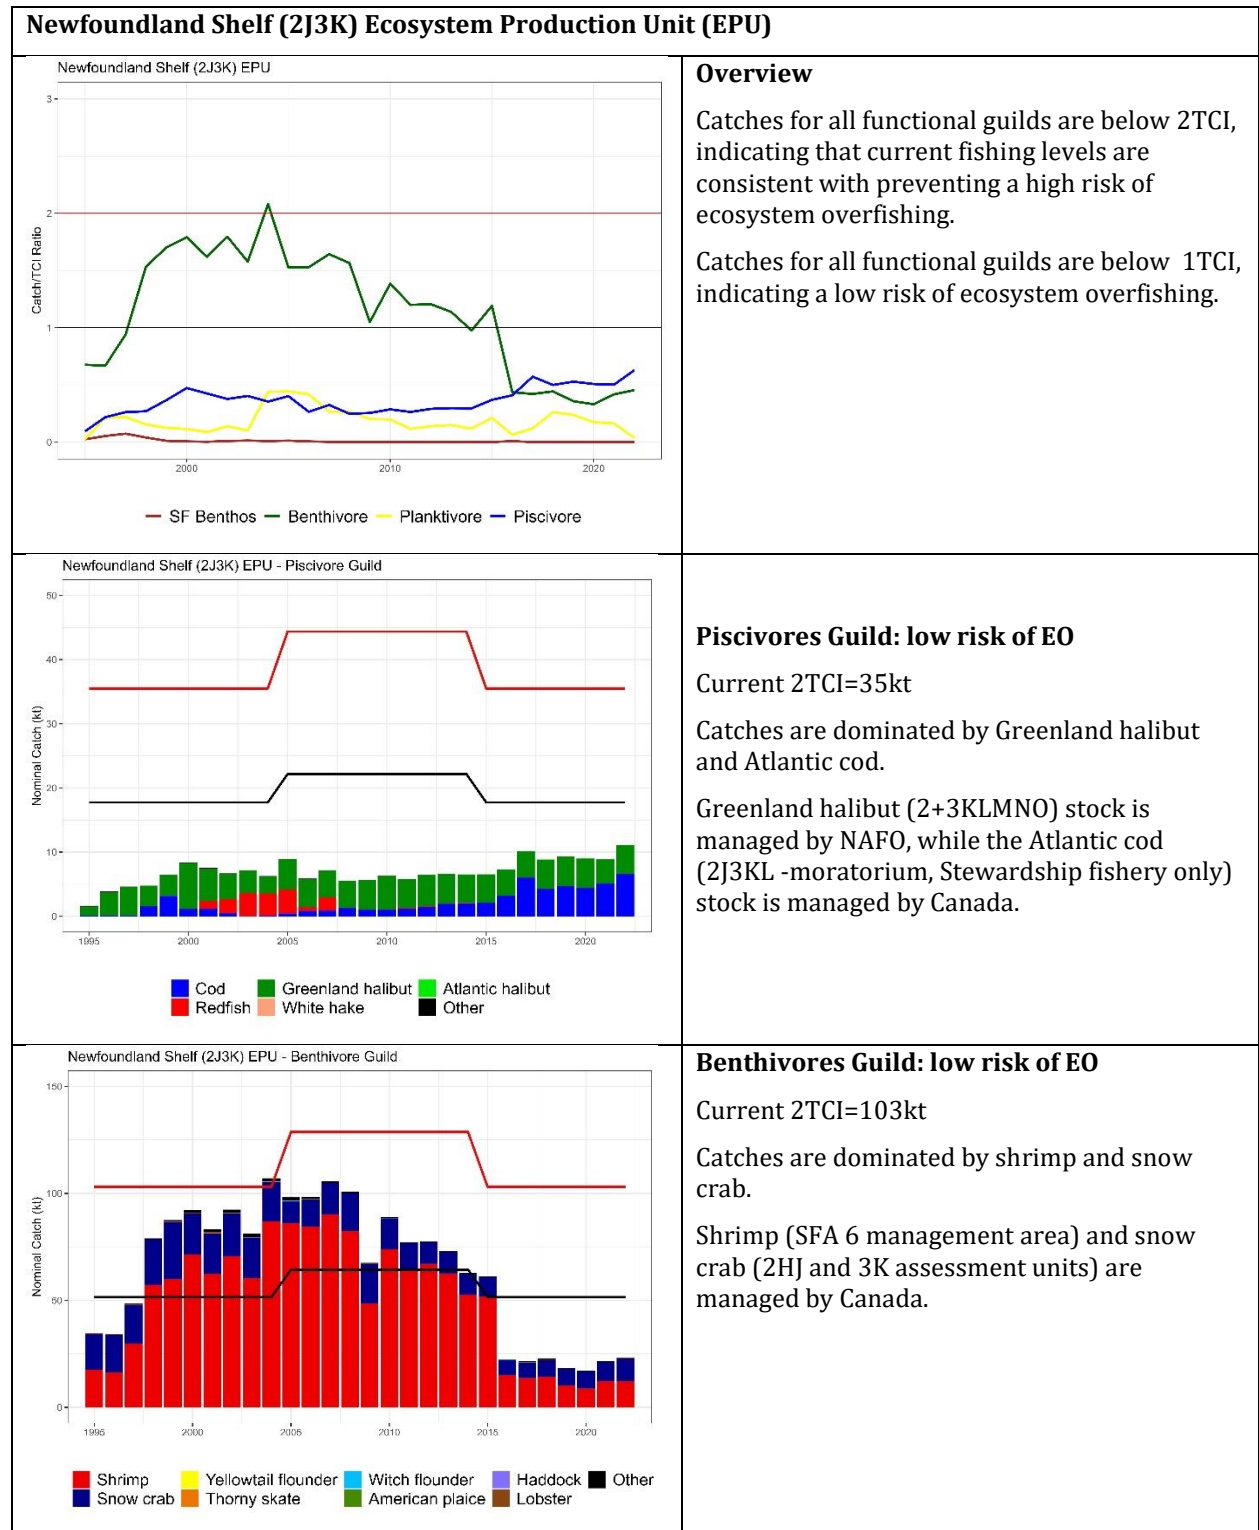 Newfoundland Shelf (2J3K) Ecosystem Production Unit (EPU)
Newfoundland Shelf (2J3K) EPU
3
2
1
0
Catch/TCI Ratio
2000
2010
2020
SF Benthos
Benthivore
Planktivore
Piscivore
Overview
Catches for all functional guilds are below 2TCI,
indicating that current fishing levels are
consistent with preventing a high risk of
ecosystem overfishing.
Catches for all functional guilds are below 1TCI,
indicating a low risk of ecosystem overfishing.
Newfoundland Shelf (2J3K) EPU - Piscivore Guild
50
40
30
20
10
0
Nominal Catch (kt)
1995
2000
2005
2010
2015
2020
Cod
Greenland halibut
Atlantic halibut
Redfish
White hake
Other
Piscivores Guild: low risk of EO
Current 2TCI=35kt
Catches are dominated by Greenland halibut
and Atlantic cod.
Greenland halibut (2+3KLMNO) stock is
managed by NAFO, while the Atlantic cod
(2J3KL -moratorium, Stewardship fishery only)
stock is managed by Canada.
Newfoundland Shelf (2J3K) EPU - Benthivore Guild
150
100
50
0
Nominal Catch (kt)
1995
2000
2005
2010
2015
2020
Shrimp
Yellowtail flounder
Witch flounder
Haddock
Other
Snow crab
Thorny skate
American plaice
Lobster
Benthivores Guild: low risk of EO
Current 2TCI=103kt
Catches are dominated by shrimp and snow
crab.
Shrimp (SFA 6 management area) and snow
crab (2HJ and 3K assessment units) are
managed by Canada.